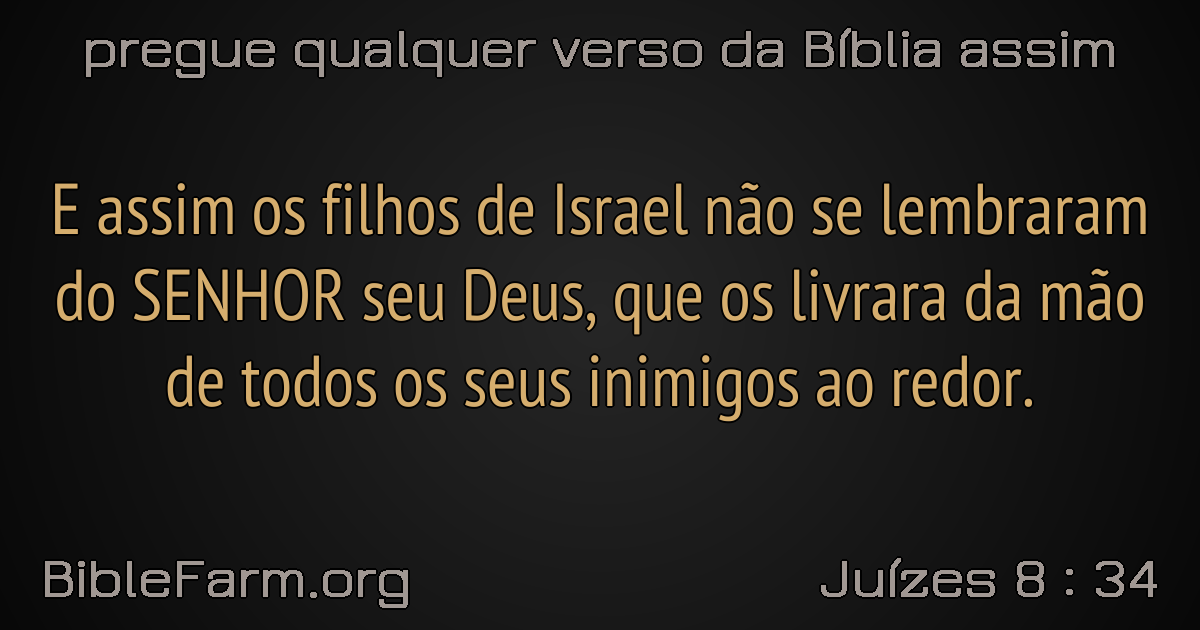 pregue qualquer verso da Bíblia assim
E assim os filhos de Israel não se lembraram
do SENHOR seu Deus, que os livrara da mão
de todos os seus inimigos ao redor.
BibleFarm.org
Juízes 8 : 34